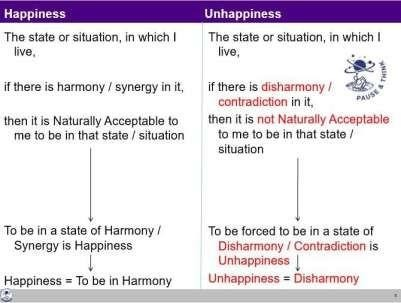 Happiness
The state or situation, in which I
live,
if there is harmony / synergy in it,
then it is Naturally Acceptable to
me to be in that state / situation
To be in a state of Harmony /
Synergy is Happiness
Happiness = To be in Harmony
Unhappiness
The state or situation, in which I
live,
if there is disharmony /
contradiction in it,
then it is not Naturally Acceptable
to me to be in that state /
situation
To be forced to be in a state of
Disharmony / Contradiction is
Unhappiness
Unhappiness = Disharmony
PAUSE & THINK